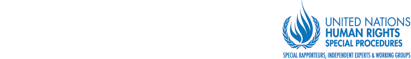 UNITED NATIONS
HUMAN RIGHTS
SPECIAL PROCEDURES
SPECIAL RAPPORTEURS, INDEPENDENT EXPERTS & WORKING GROUPS